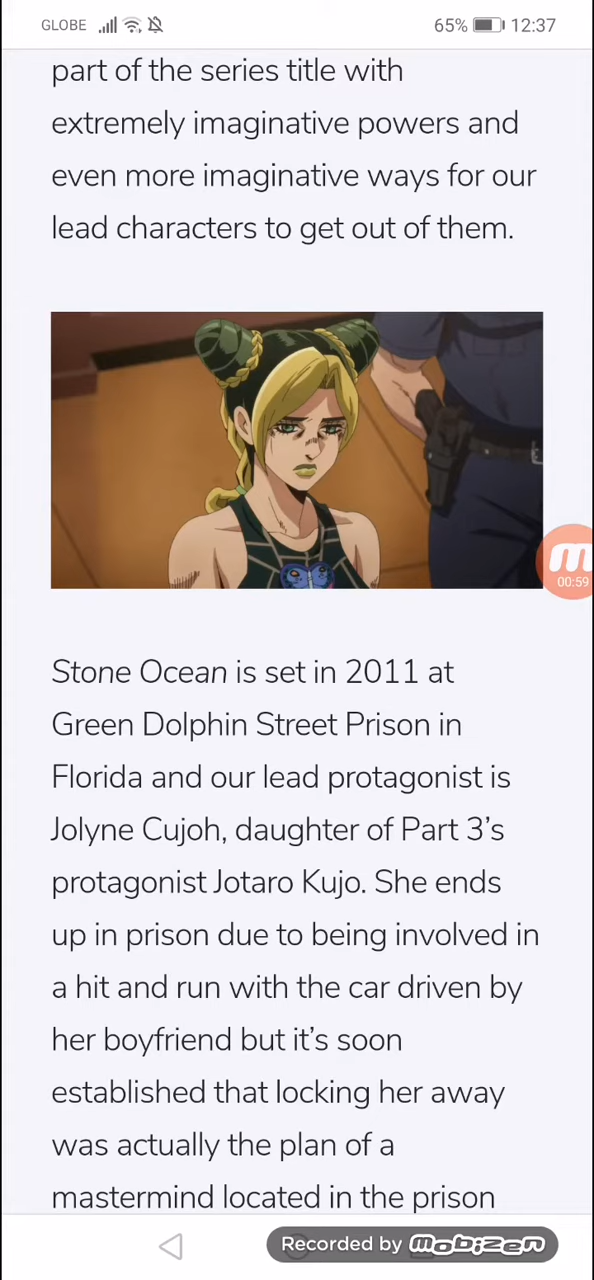 GLOBE 65% 12:37
part of the series title with
extremely imaginative powers and
even more imaginative ways for our
lead characters to get out of them.
00:59
Stone Ocean is set in 2011 at
Green Dolphin Street Prison in
Florida and our lead protagonist is
Jolyne Cujoh, daughter of Part 3’s
protagonist Jotaro Kujo. She ends
up in prison due to being involved in
a hit and run with the car driven by
her boyfriend but it’s soon
established that locking her away
was actually the plan of a
mastermind located in the prison
Recorded by mobizen